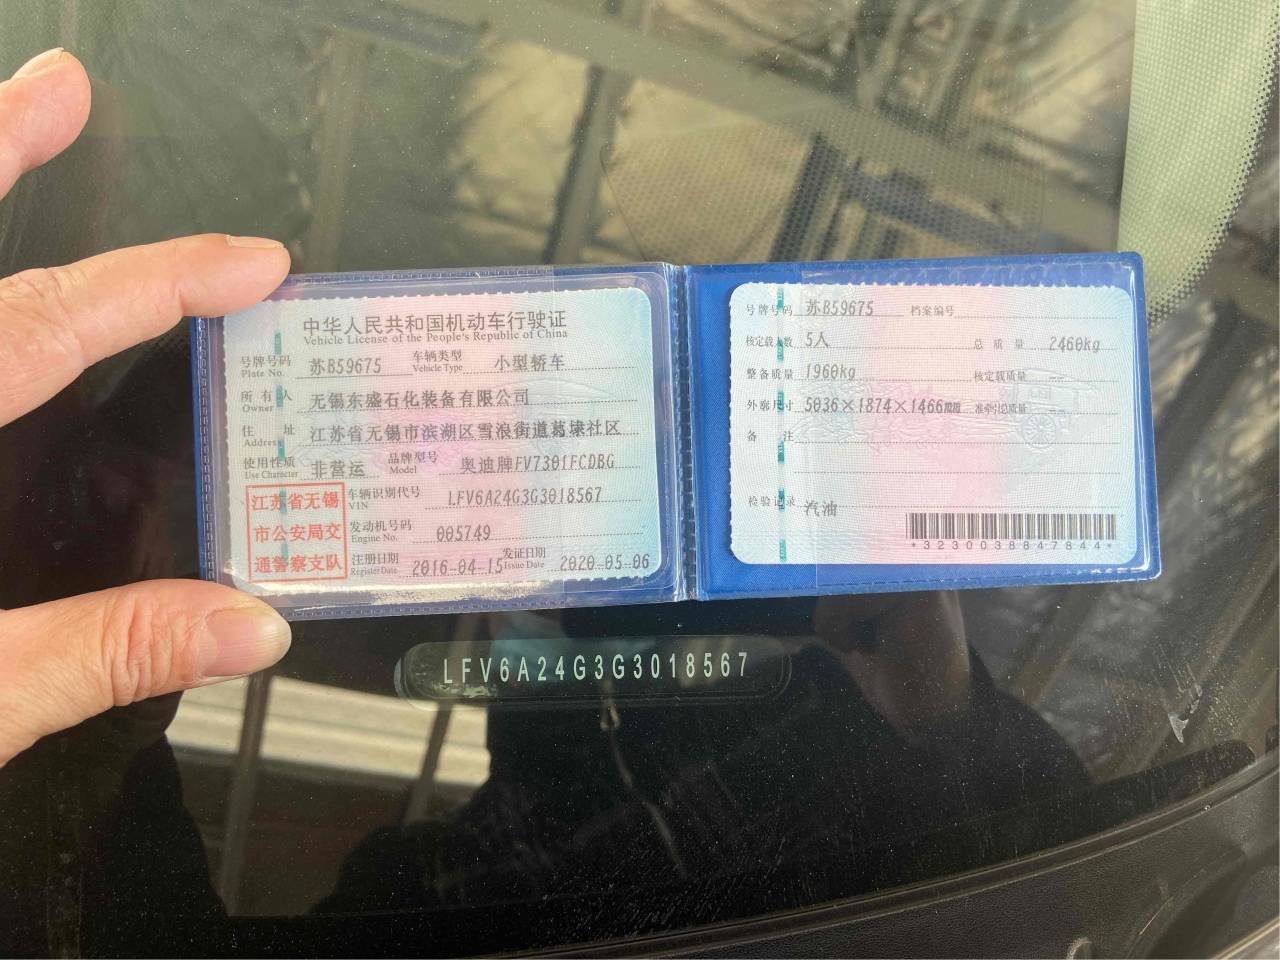 中华人民共和国机动车行驶证
Vehicle License of the People's Republic of China
号牌号码 苏B59675 车辆类型 小型轿车
Plate No. Vehicle Type
所有人 无锡东盛石化装备有限公司
Owner
住址 江苏省无锡市滨湖区雪浪街道葛埭社区
Address
使用性质 非营运 品牌型号 奥迪牌FV7301FCDBG
Use Character Model
江苏省无锡
市公安局交
通警察支队
车辆识别代号 LFV6A24G3G3018567
VIN
发动机号码 005749
Engine No.
注册日期 2016-04-15 发证日期 2020-05-06
Register Date Issue Date
号牌号码 苏B59675 档案编号
核定载人数 5人 总质量 2460kg
整备质量 1960kg 核定载质量 --
外廓尺寸 5036×1874×1466mm 准牵引总质量 --
备注
检验记录 汽油
*3230038847844*
LFV6A24G3G3018567